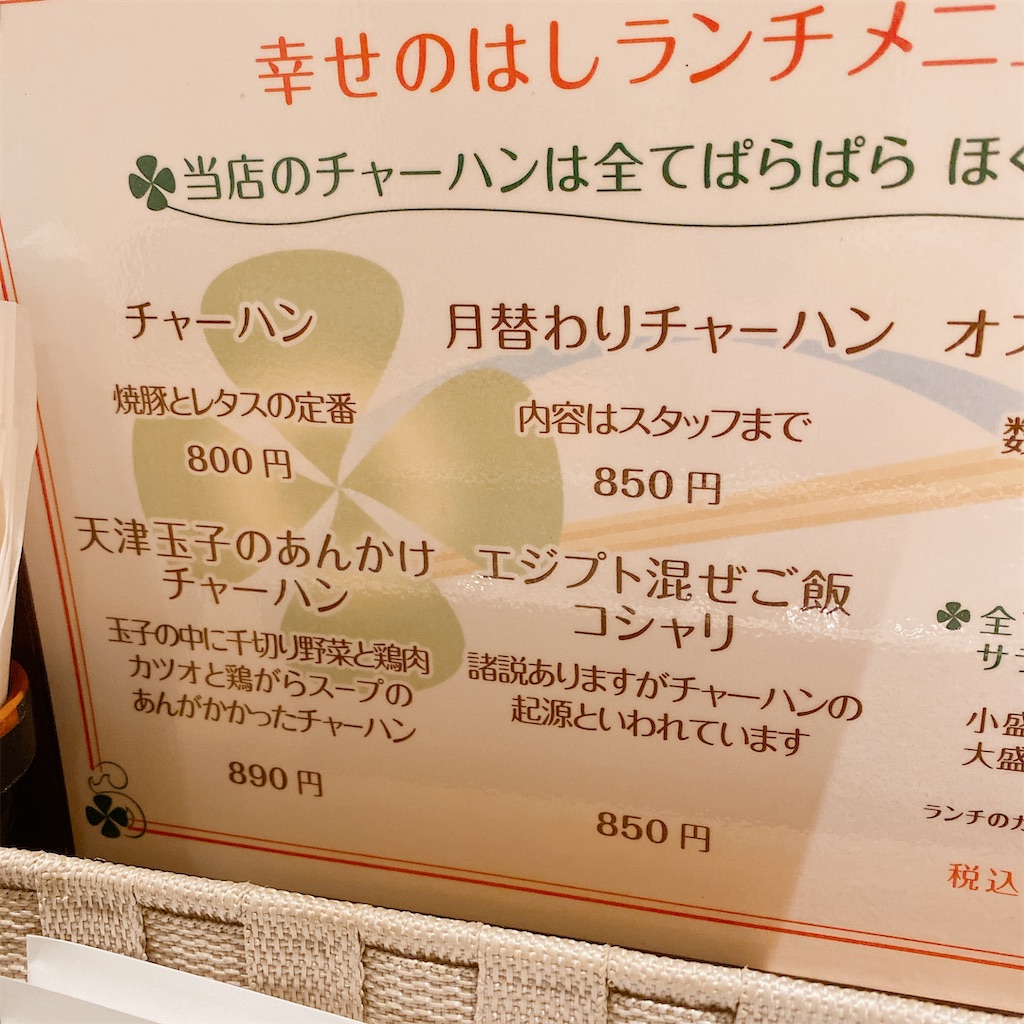 幸せのはしランチメニュ
当店のチャーハンは全てぱらぱら ほ
チャーハン
焼豚とレタスの定番
800 円
月替わりチャーハン
内容はスタッフまで
850 円
オ
数
天津玉子のあんかけ
チャーハン
玉子の中に千切り野菜と鶏肉
カツオと鶏がらスープの
あんがかかったチャーハン
890 円
エジプト混ぜご飯
コシャリ
諸説ありますがチャーハンの
起源といわれています
850 円
全
サ
小盛
大盛
ランチのカ
税込